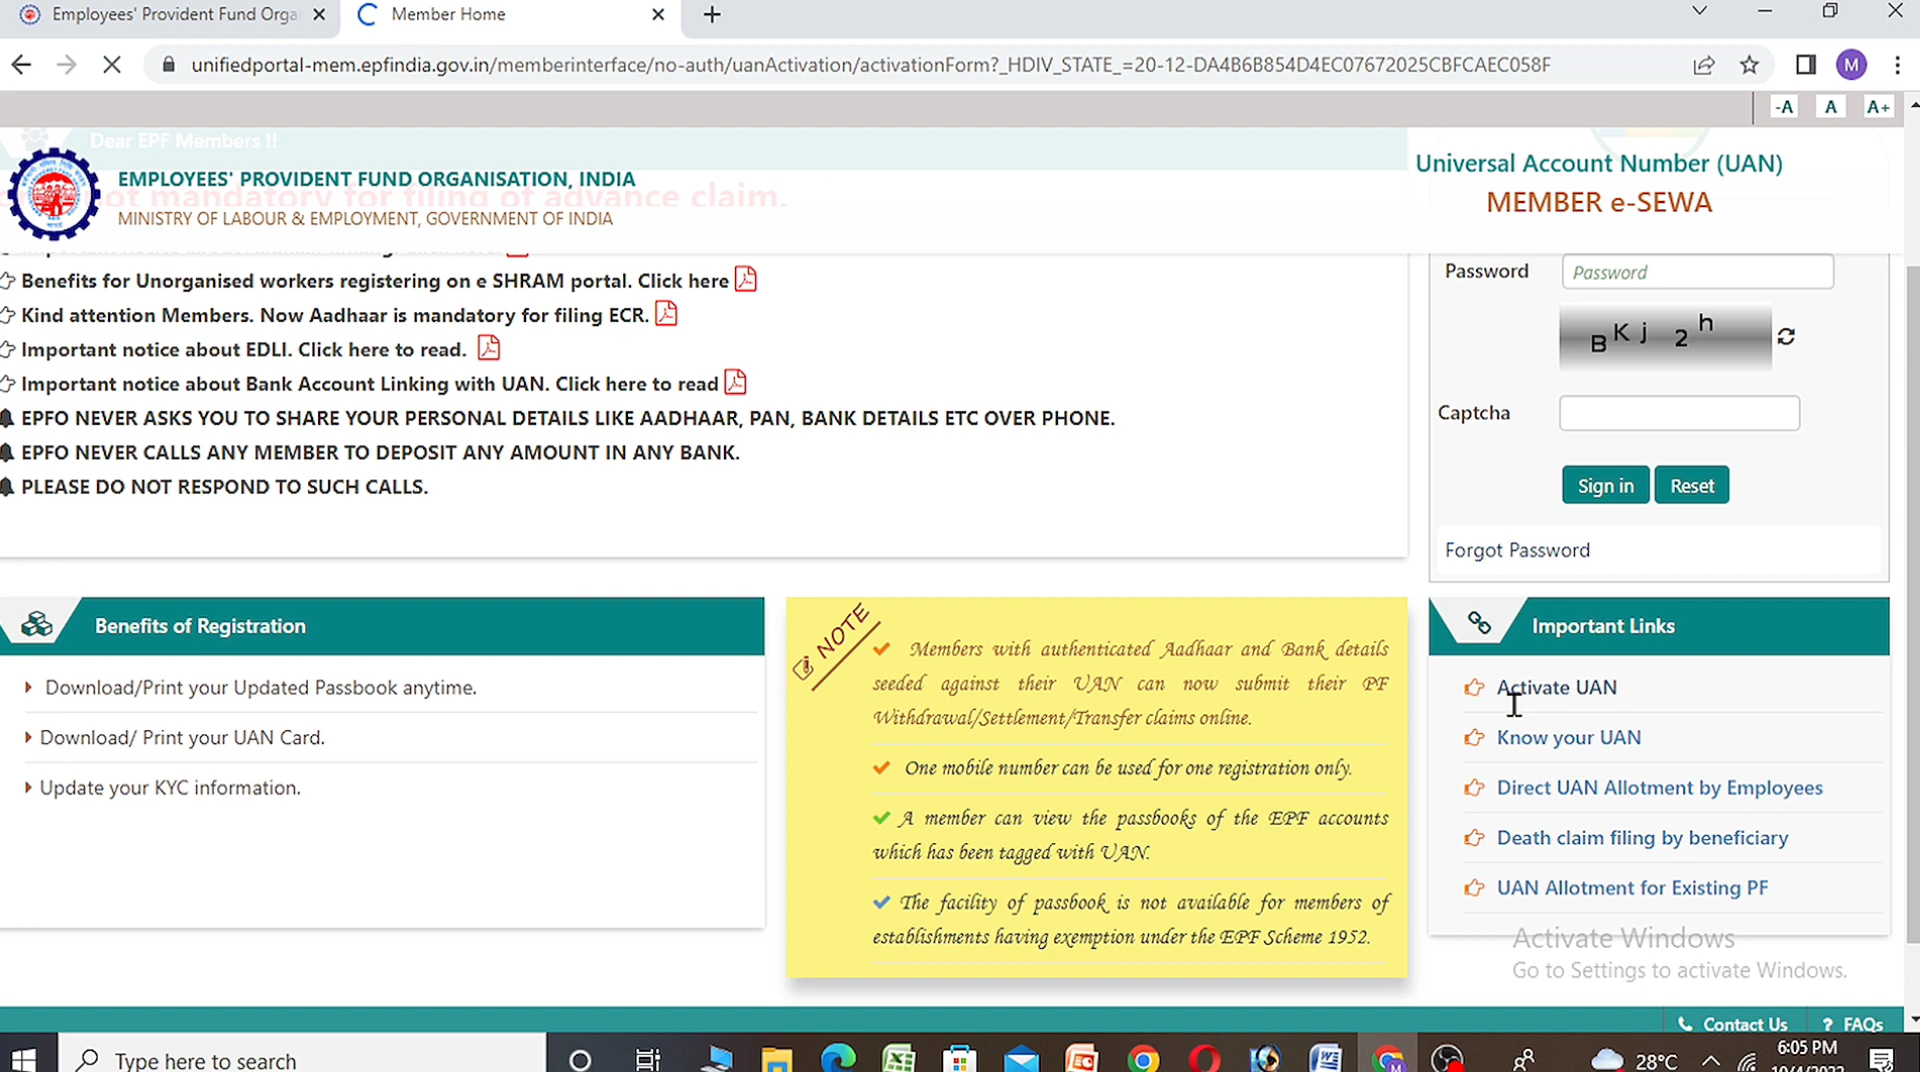 Employees' Provident Fund Orga
Member Home
unifiedportal-mem.epfindia.gov.in/memberinterface/no-auth/uanActivation/activationForm?_HDIV_STATE_=20-12-DA4B6B854D4EC07672025CBFCAEC058F
M
-A A A+
Dear EPF Members !!
EMPLOYEES' PROVIDENT FUND ORGANISATION, INDIA
ot mandatory for filing of advance claim.
MINISTRY OF LABOUR & EMPLOYMENT, GOVERNMENT OF INDIA
Universal Account Number (UAN)
MEMBER e-SEWA
Benefits for Unorganised workers registering on e SHRAM portal. Click here
Kind attention Members. Now Aadhaar is mandatory for filing ECR.
Important notice about EDLI. Click here to read.
Important notice about Bank Account Linking with UAN. Click here to read
EPFO NEVER ASKS YOU TO SHARE YOUR PERSONAL DETAILS LIKE AADHAAR, PAN, BANK DETAILS ETC OVER PHONE.
EPFO NEVER CALLS ANY MEMBER TO DEPOSIT ANY AMOUNT IN ANY BANK.
PLEASE DO NOT RESPOND TO SUCH CALLS.
Password
Password
B K j 2 h
Captcha
Sign in
Reset
Forgot Password
Benefits of Registration
Download/Print your Updated Passbook anytime.
Download/ Print your UAN Card.
Update your KYC information.
NOTE
Members with authenticated Aadhaar and Bank details
seeded against their UAN can now submit their PF
Withdrawal/Settlement/Transfer claims online.
One mobile number can be used for one registration only.
A member can view the passbooks of the EPF accounts
which has been tagged with UAN.
The facility of passbook is not available for members of
establishments having exemption under the EPF Scheme 1952.
Important Links
Activate UAN
Know your UAN
Direct UAN Allotment by Employees
Death claim filing by beneficiary
UAN Allotment for Existing PF
Activate Windows
Go to Settings to activate Windows.
Contact Us
? FAQs
Type here to search
28°C
6:05 PM